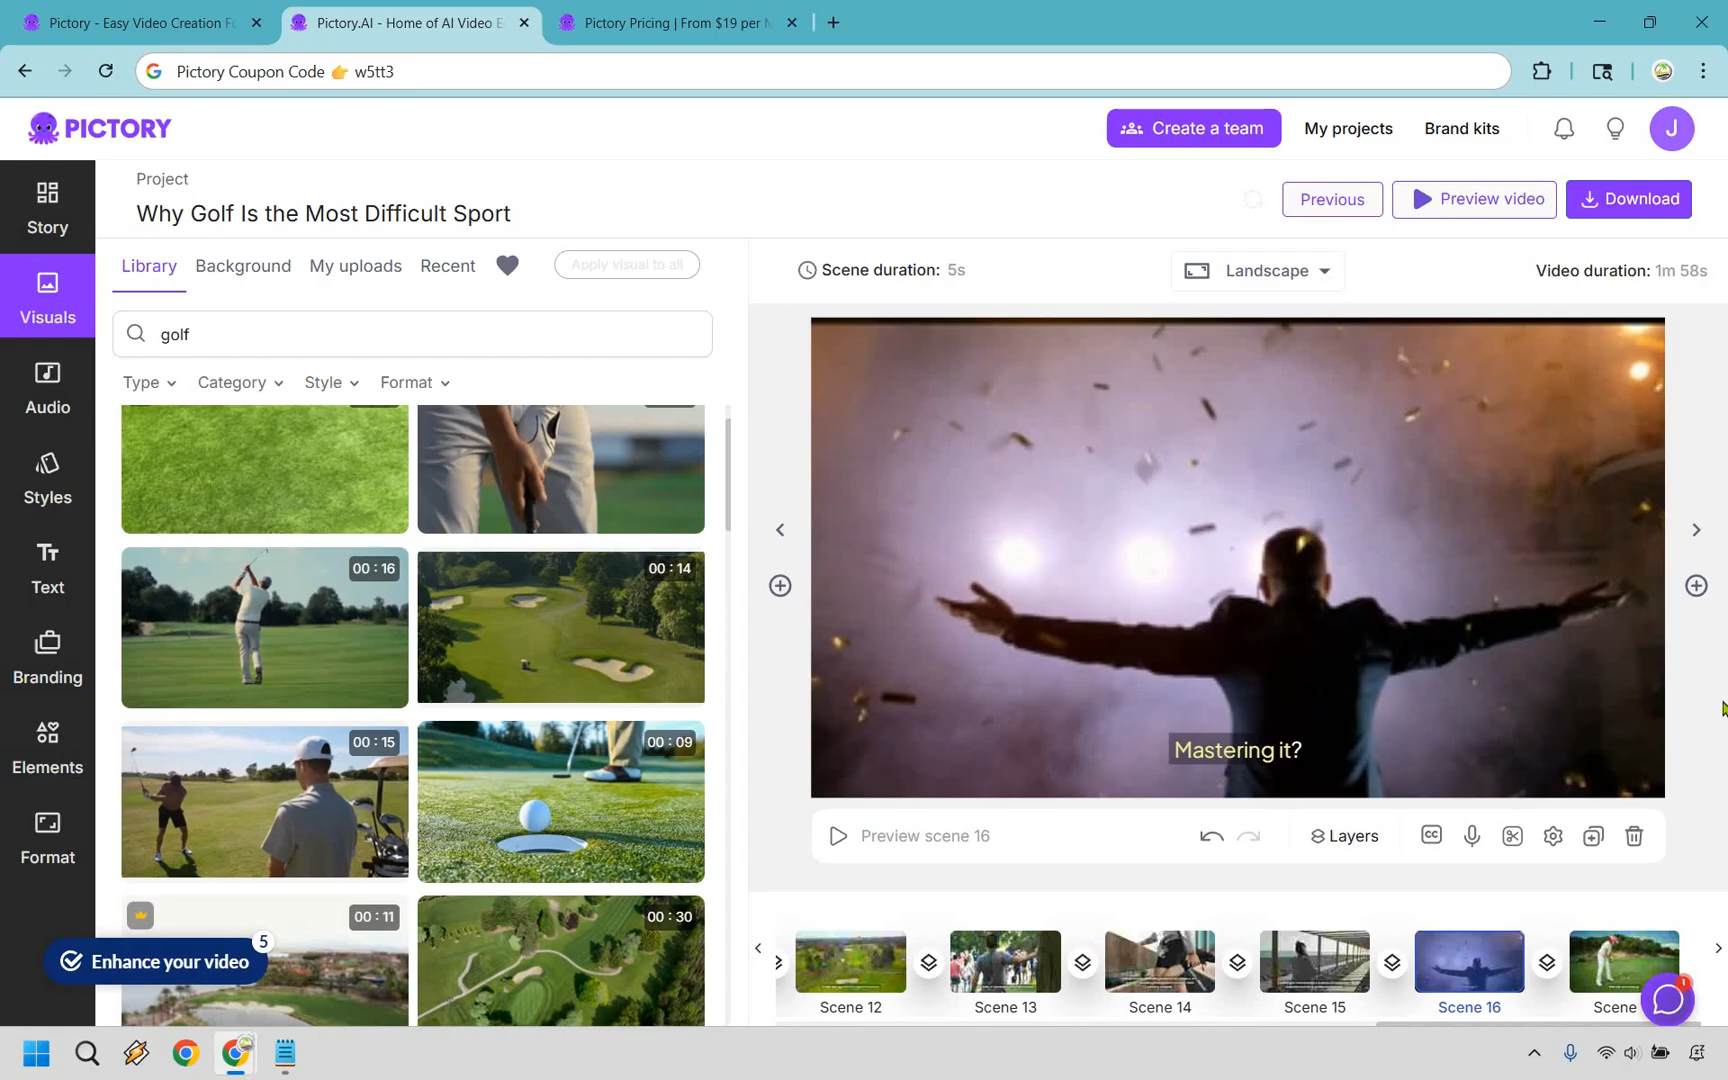 Pictory - Easy Video Creation Fo
Pictory.AI - Home of AI Video E
Pictory Pricing | From $19 per
Pictory Coupon Code 👉 w5tt3
PICTORY
Create a team
My projects
Brand kits
J
Project
Why Golf Is the Most Difficult Sport
Previous
Preview video
Download
Story
Visuals
Audio
Styles
Text
Branding
Elements
Format
Library
Background
My uploads
Recent
Apply visual to all
golf
Type
Category
Style
Format
00 : 16
00 : 14
00 : 15
00 : 09
00 : 11
00 : 30
Enhance your video
5
Scene duration: 5s
Landscape
Video duration: 1m 58s
Mastering it?
Preview scene 16
Layers
CC
Scene 12
Scene 13
Scene 14
Scene 15
Scene 16
Scene
1